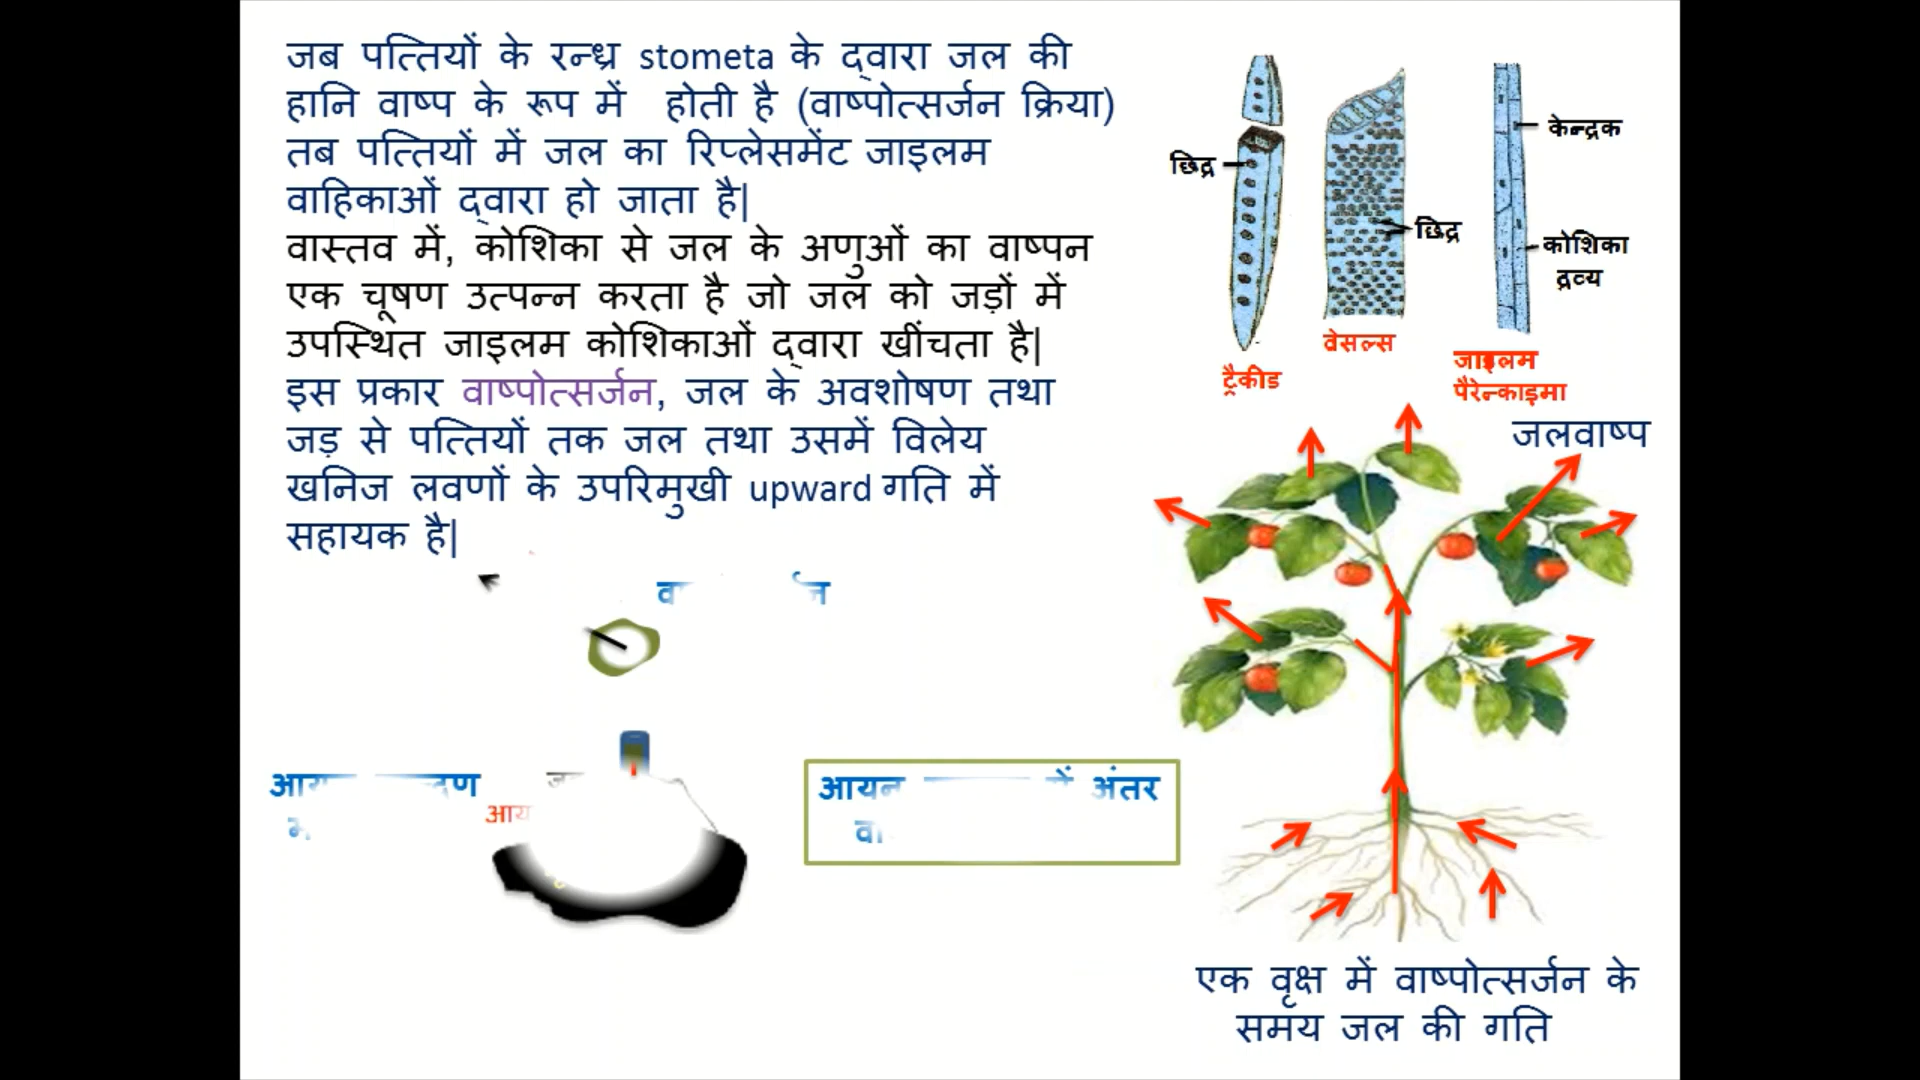 जब पत्तियों के रन्ध्र stometa के द्वारा जल की
हानि वाष्प के रूप में होती है (वाष्पोत्सर्जन क्रिया)
तब पत्तियों में जल का रिप्लेसमेंट जाइलम
वाहिकाओं द्वारा हो जाता है|
वास्तव में, कोशिका से जल के अणुओं का वाष्पन
एक चूषण उत्पन्न करता है जो जल को जड़ों में
उपस्थित जाइलम कोशिकाओं द्वारा खींचता है|
इस प्रकार वाष्पोत्सर्जन, जल के अवशोषण तथा
जड़ से पत्तियों तक जल तथा उसमें विलेय
खनिज लवणों के उपरिमुखी upward गति में
सहायक है|
छिद्र
छिद्र
केन्द्रक
कोशिका
द्रव्य
ट्रैकीड
वेसल्स
जाइलम
पैरेन्काइमा
जलवाष्प
अंतर
एक वृक्ष में वाष्पोत्सर्जन के
समय जल की गति